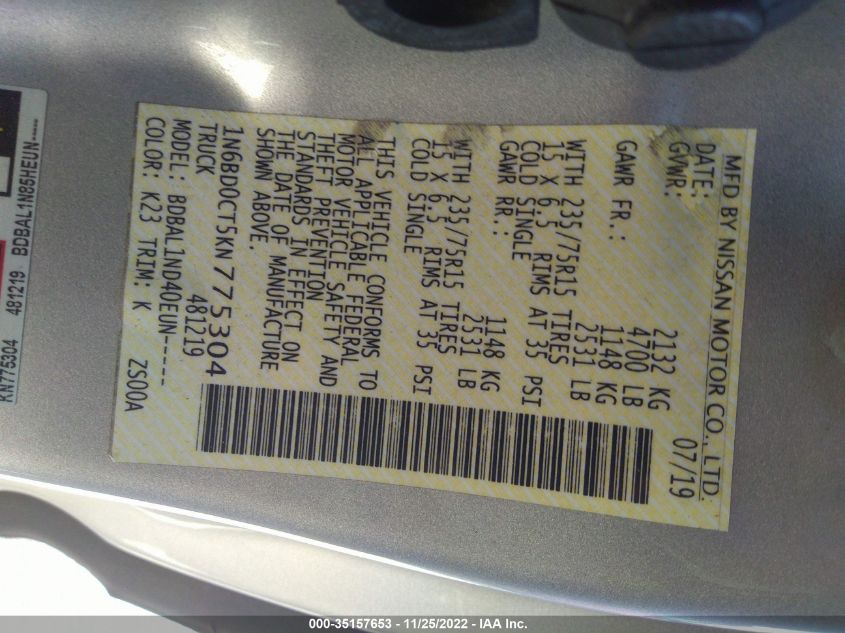 MFD BY NISSAN MOTOR CO., LTD.
DATE: 07/19
GVWR: 2132 KG
4700 LB
GAWR FR.: 1148 KG
2531 LB
WITH 235/75R15 TIRES
15 X 6.5 RIMS AT 35 PSI
COLD SINGLE
GAWR RR.: 1148 KG
2531 LB
WITH 235/75R15 TIRES
15 X 6.5 RIMS AT 35 PSI
COLD SINGLE
THIS VEHICLE CONFORMS TO
ALL APPLICABLE FEDERAL
MOTOR VEHICLE SAFETY AND
THEFT PREVENTION
STANDARDS IN EFFECT ON
THE DATE OF MANUFACTURE
SHOWN ABOVE.
1N6BD0CT5KN775304
TRUCK 481219
MODEL: BDBAL1ND40EUN-----
COLOR: K23 TRIM: K ZS00A
481219 BDBAL1N85HEUN-----
KN775304
000-35157653 - 11/25/2022 - IAA Inc.